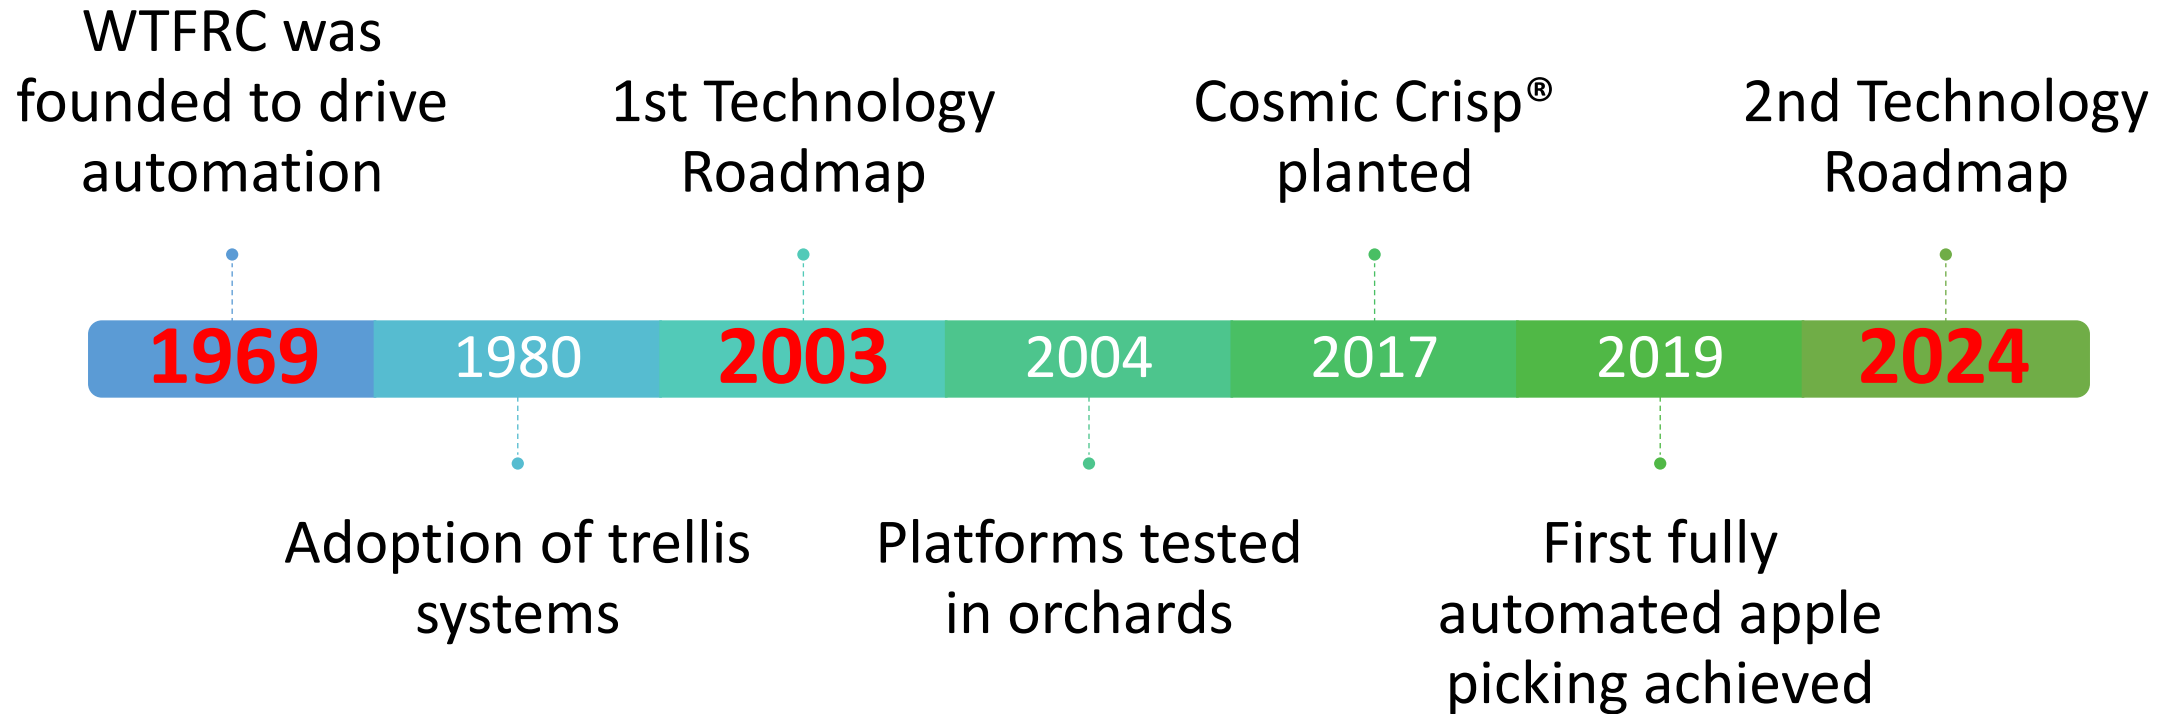 WTFRC was
founded to drive
automation
1st Technology
Roadmap
Cosmic Crisp®
planted
2nd Technology
Roadmap
1969 1980 2003 2004 2017 2019 2024
Adoption of trellis
systems
Platforms tested
in orchards
First fully
automated apple
picking achieved